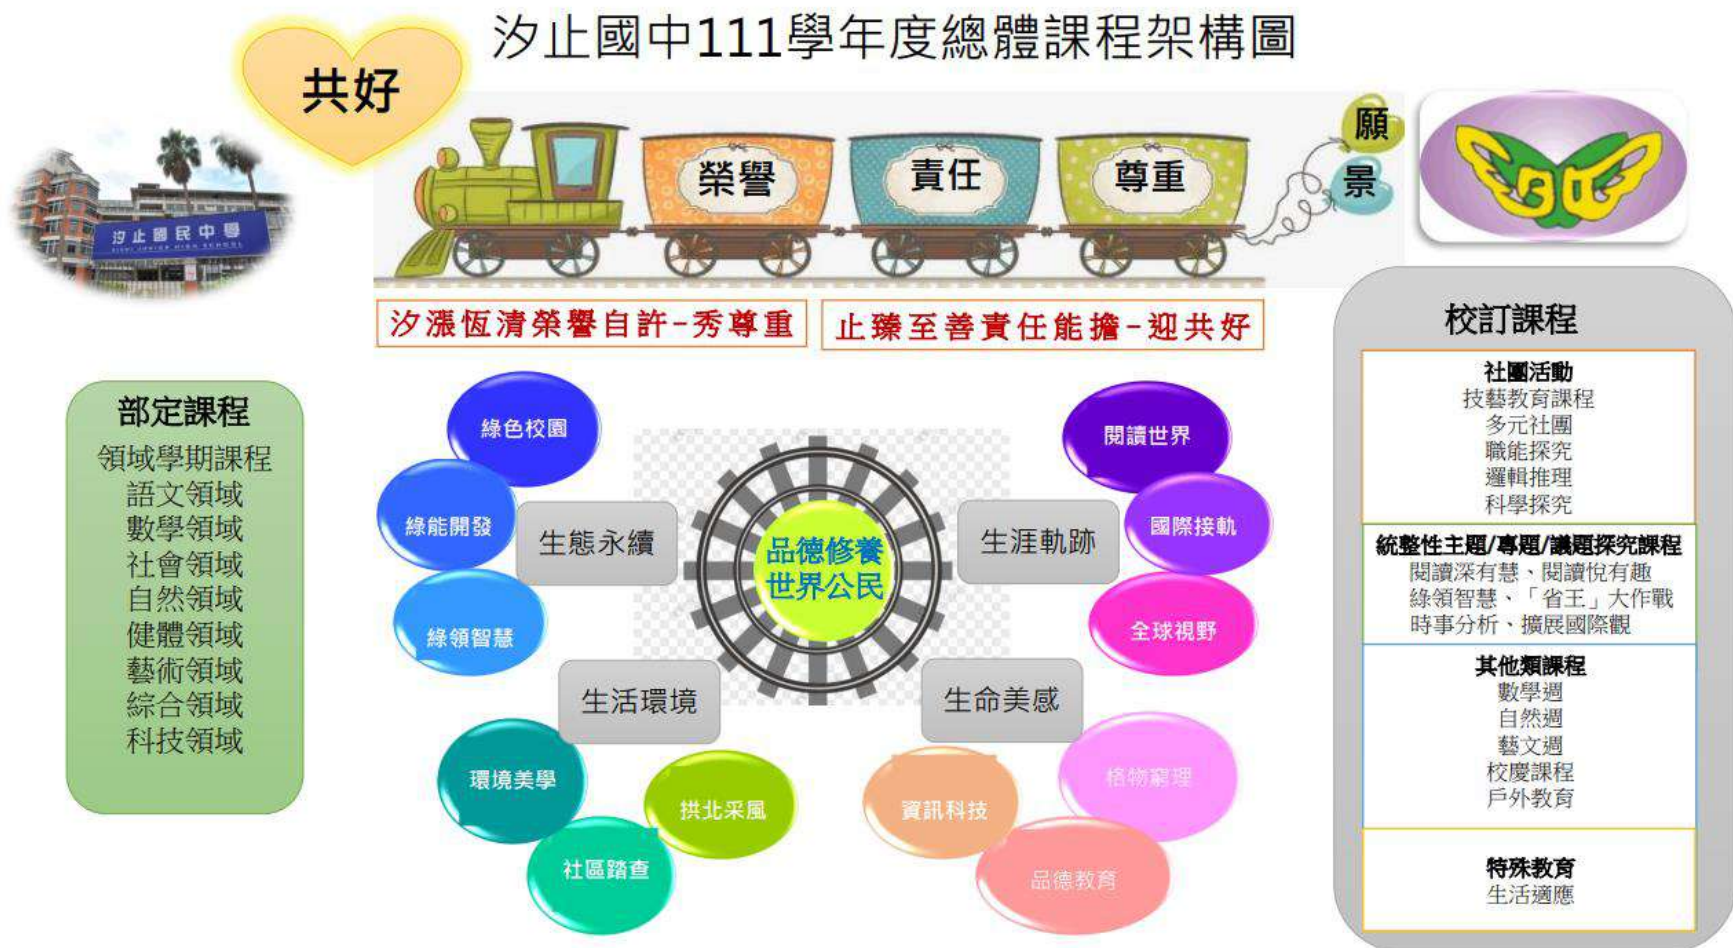 汐止國中111學年度總體課程架構圖
共好
榮譽
責任
尊重
願
景
汐止國民中學
汐漲恆清榮譽自許-秀尊重
止臻至善責任能擔-迎共好
部定課程
領域學期課程
語文領域
數學領域
社會領域
自然領域
健體領域
藝術領域
綜合領域
科技領域
綠色校園
綠能開發
綠領智慧
生態永續
生活環境
環境美學
社區踏查
拱北采風
品德修養
世界公民
生涯軌跡
閱讀世界
國際接軌
全球視野
生命美感
資訊科技
格物窮理
品德教育
校訂課程
社團活動
技藝教育課程
多元社團
職能探究
邏輯推理
科學探究
統整性主題/專題/議題探究課程
閱讀深有慧、閱讀悅有趣
綠領智慧、「省王」大作戰
時事分析、擴展國際觀
其他類課程
數學週
自然週
藝文週
校慶課程
戶外教育
特殊教育
生活適應